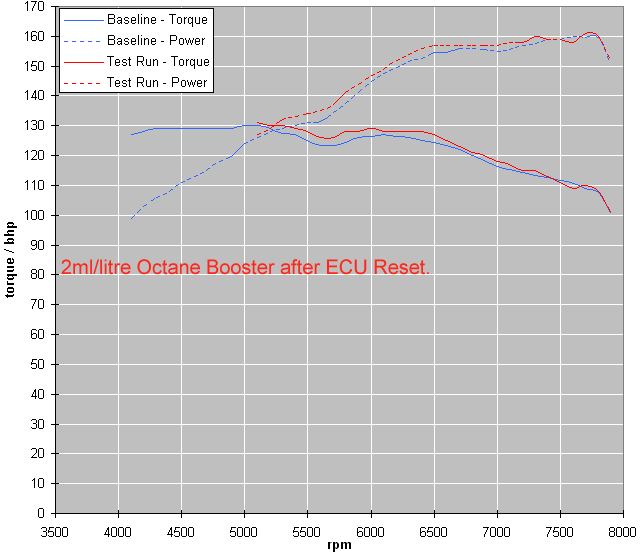 170
160
150
140
130
120
110
100
90
80
70
60
50
40
30
20
10
0
torque / bhp
Baseline - Torque
Baseline - Power
Test Run - Torque
Test Run - Power
2ml/litre Octane Booster after ECU Reset.
3500 4000 4500 5000 5500 6000 6500 7000 7500 8000
rpm